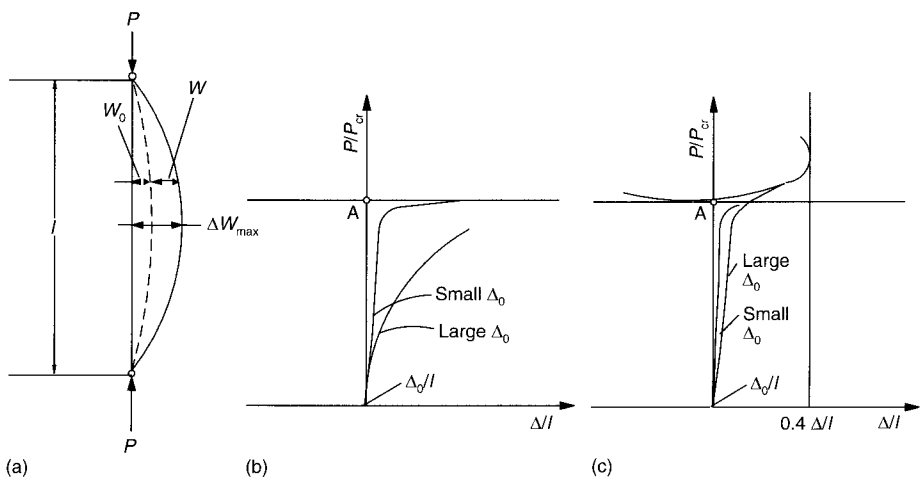 P
W
W₀
l
ΔWmax
P
(a)
P/Pcr
A
Small Δ₀
Large Δ₀
Δ₀/l
Δ/l
(b)
P/Pcr
A
Large
Δ₀
Small
Δ₀
Δ₀/l
0.4 Δ/l
Δ/l
(c)